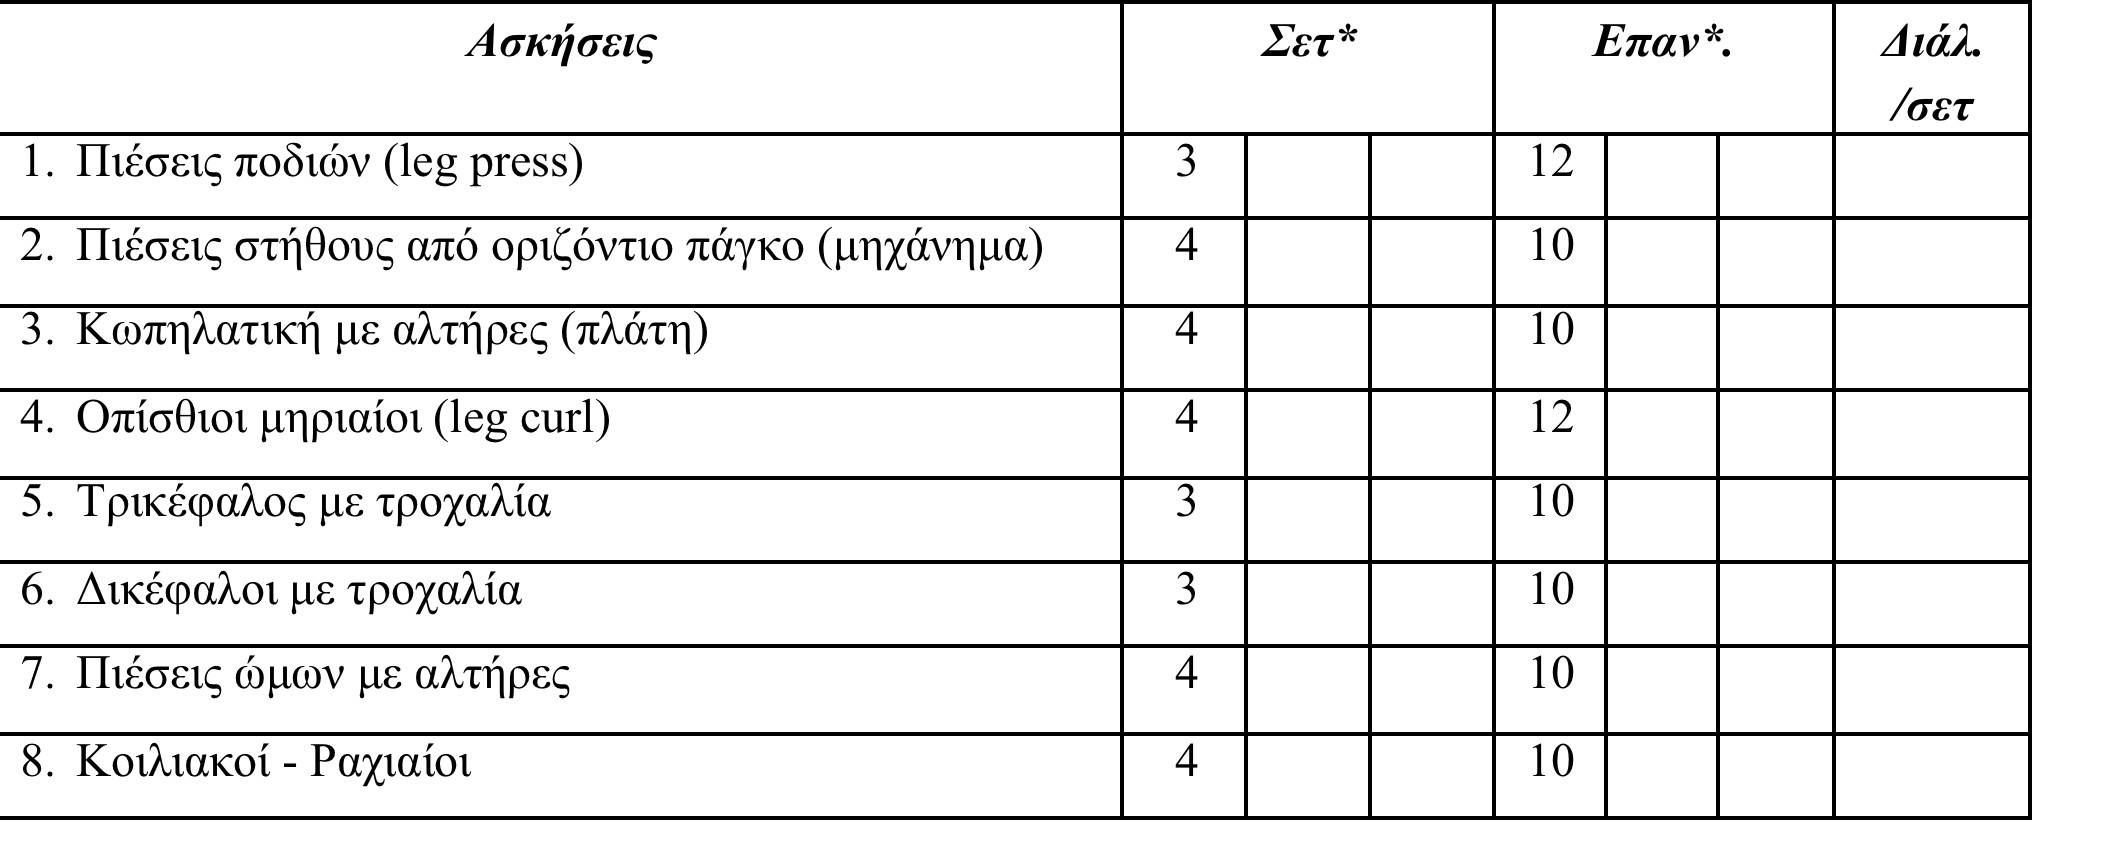 Ασκήσεις Σετ* Επαν*. Διάλ.
/σετ
1. Πιέσεις ποδιών (leg press) 3 12
2. Πιέσεις στήθους από οριζόντιο πάγκο (μηχάνημα) 4 10
3. Κωπηλατική με αλτήρες (πλάτη) 4 10
4. Οπίσθιοι μηριαίοι (leg curl) 4 12
5. Τρικέφαλος με τροχαλία 3 10
6. Δικέφαλοι με τροχαλία 3 10
7. Πιέσεις ώμων με αλτήρες 4 10
8. Κοιλιακοί - Ραχιαίοι 4 10